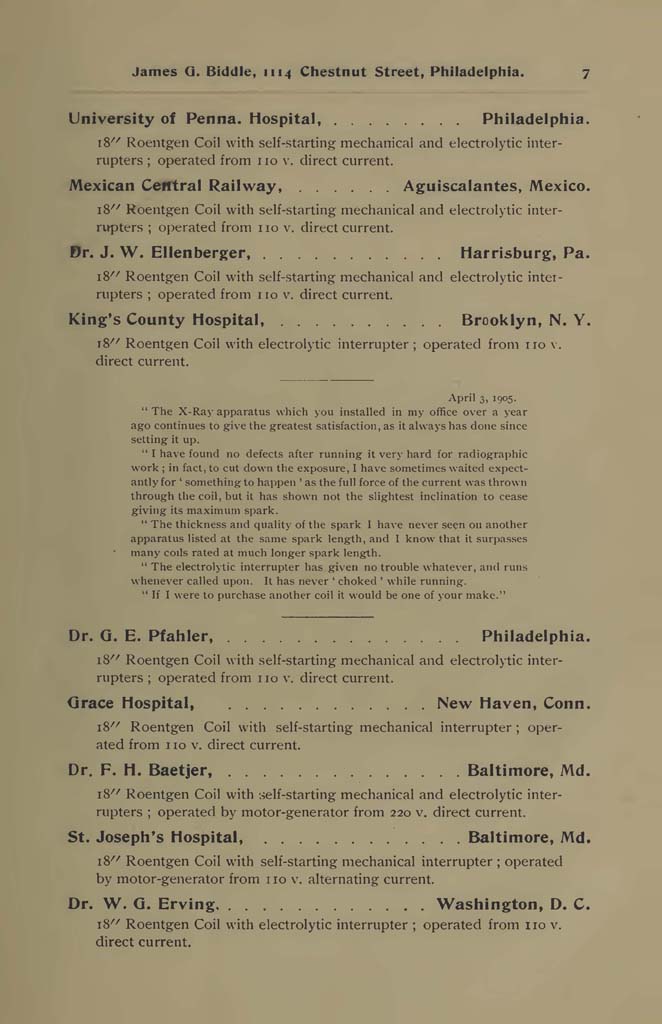 James G. Biddle, 1114 Chestnut Street, Philadelphia. 7
University of Penna. Hospital, . . . . . . . . Philadelphia.
18″ Roentgen Coil with self-starting mechanical and electrolytic inter-
rupters ; operated from 110 v. direct current.
Mexican Central Railway, . . . . . . Aguiscalantes, Mexico.
18″ Roentgen Coil with self-starting mechanical and electrolytic inter-
rupters ; operated from 110 v. direct current.
Dr. J. W. Ellenberger, . . . . . . . . . . . Harrisburg, Pa.
18″ Roentgen Coil with self-starting mechanical and electrolytic inter-
rupters ; operated from 110 v. direct current.
King's County Hospital, . . . . . . . . . . Brooklyn, N. Y.
18″ Roentgen Coil with electrolytic interrupter ; operated from 110 v.
direct current.
April 3, 1905.
“ The X-Ray apparatus which you installed in my office over a year
ago continues to give the greatest satisfaction, as it always has done since
setting it up.
“ I have found no defects after running it very hard for radiographic
work ; in fact, to cut down the exposure, I have sometimes waited expect-
antly for ‘ something to happen ’ as the full force of the current was thrown
through the coil, but it has shown not the slightest inclination to cease
giving its maximum spark.
“ The thickness and quality of the spark I have never seen on another
apparatus listed at the same spark length, and I know that it surpasses
many coils rated at much longer spark length.
“ The electrolytic interrupter has given no trouble whatever, and runs
whenever called upon. It has never ‘ choked ’ while running.
“ If I were to purchase another coil it would be one of your make.”
Dr. G. E. Pfahler, . . . . . . . . . . . . . . Philadelphia.
18″ Roentgen Coil with self-starting mechanical and electrolytic inter-
rupters ; operated from 110 v. direct current.
Grace Hospital, . . . . . . . . . . . . New Haven, Conn.
18″ Roentgen Coil with self-starting mechanical interrupter ; oper-
ated from 110 v. direct current.
Dr. F. H. Baetjer, . . . . . . . . . . . . . . Baltimore, Md.
18″ Roentgen Coil with self-starting mechanical and electrolytic inter-
rupters ; operated by motor-generator from 220 v. direct current.
St. Joseph's Hospital, . . . . . . . . . . . . Baltimore, Md.
18″ Roentgen Coil with self-starting mechanical interrupter ; operated
by motor-generator from 110 v. alternating current.
Dr. W. G. Erving. . . . . . . . . . . . . . Washington, D. C.
18″ Roentgen Coil with electrolytic interrupter ; operated from 110 v.
direct current.